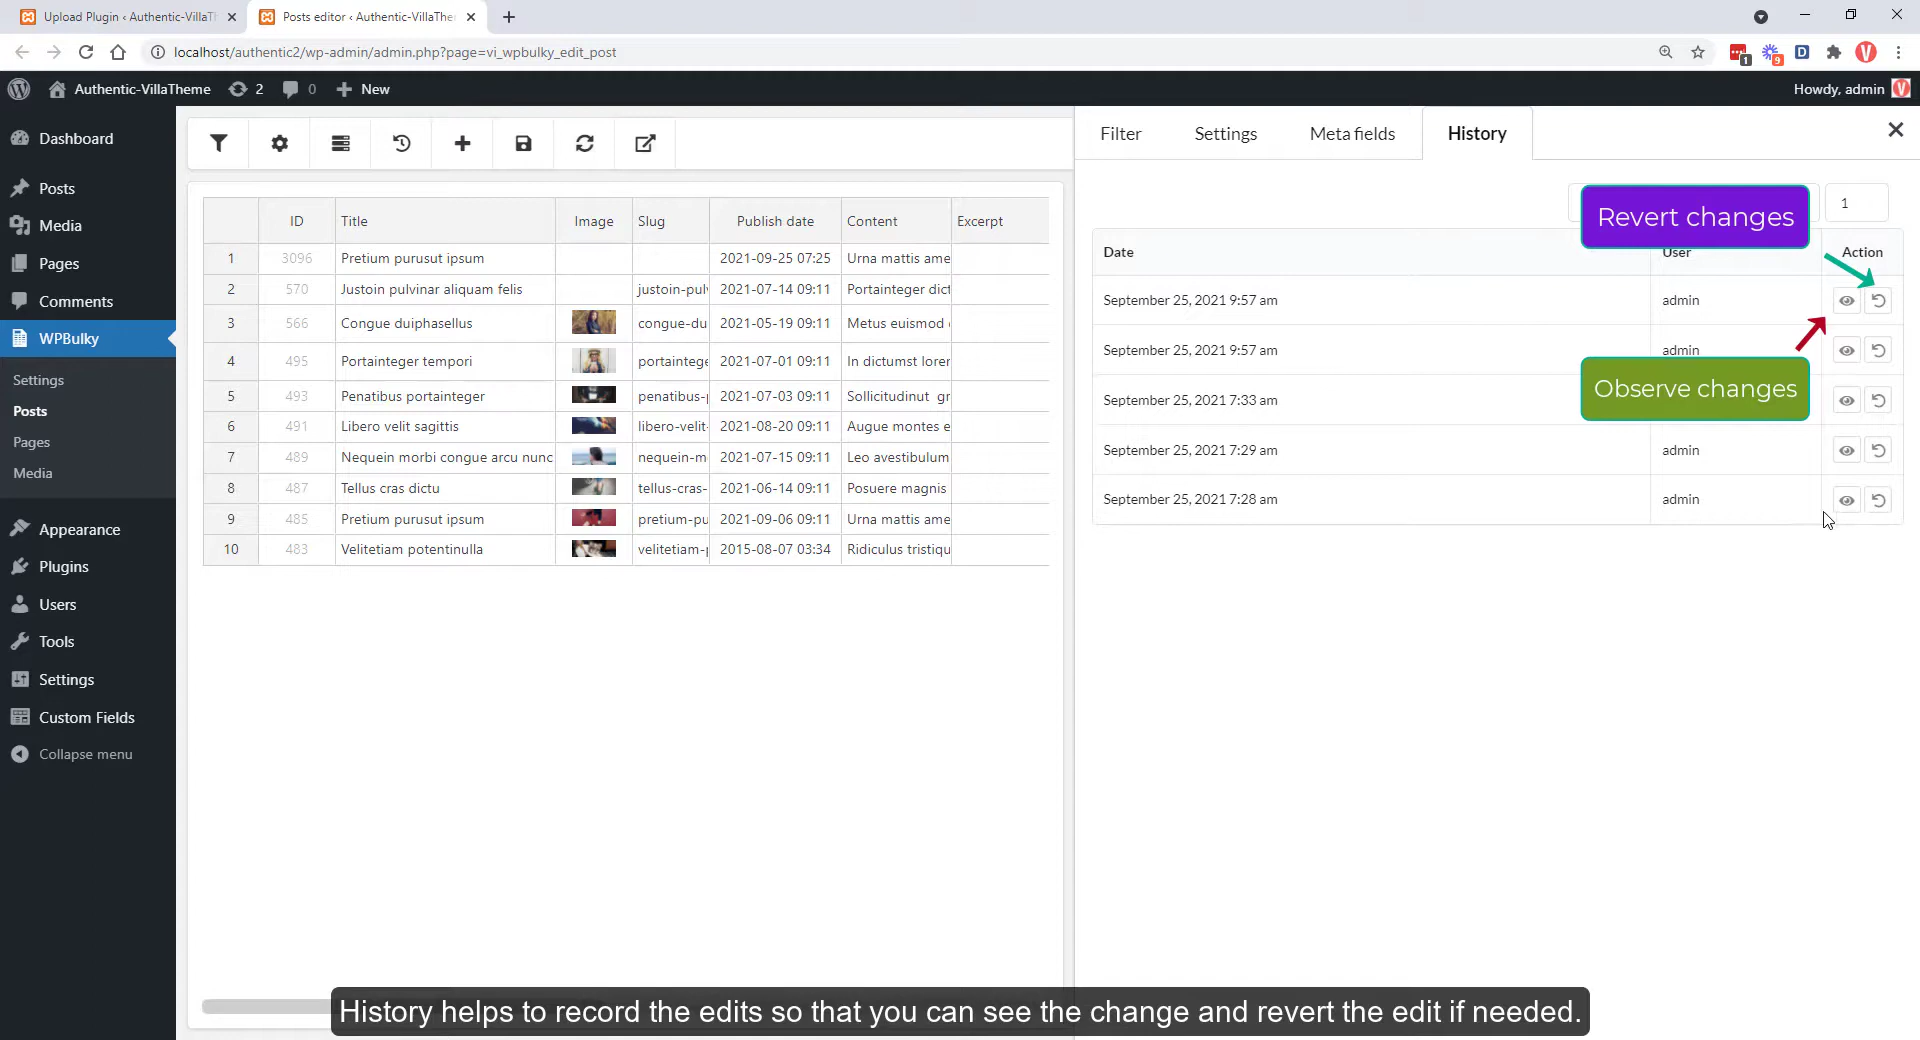 Upload Plugin ‹ Authentic-VillaT
Posts editor ‹ Authentic-VillaThe
localhost/authentic2/wp-admin/admin.php?page=vi_wpbulky_edit_post
1
9
D
V
Authentic-VillaTheme
2
0
New
Howdy, admin
Dashboard
Posts
Media
Pages
Comments
WPBulky
Settings
Posts
Pages
Media
Appearance
Plugins
Users
Tools
Settings
Custom Fields
Collapse menu
ID Title Image Slug Publish date Content Excerpt
1 3096 Pretium purusut ipsum 2021-09-25 07:25 Urna mattis ame
2 570 Justoin pulvinar aliquam felis justoin-pul 2021-07-14 09:11 Portainteger dict
3 566 Congue duiphasellus congue-du 2021-05-19 09:11 Metus euismod
4 495 Portainteger tempori portaintege 2021-07-01 09:11 In dictumst lorer
5 493 Penatibus portainteger penatibus- 2021-07-03 09:11 Sollicitudinut gr
6 491 Libero velit sagittis libero-velit- 2021-08-20 09:11 Augue montes e
7 489 Nequein morbi congue arcu nunc nequein-m 2021-07-15 09:11 Leo avestibulum
8 487 Tellus cras dictu tellus-cras- 2021-06-14 09:11 Posuere magnis
9 485 Pretium purusut ipsum pretium-pu 2021-09-06 09:11 Urna mattis ame
10 483 Velitetiam potentinulla velitetiam- 2015-08-07 03:34 Ridiculus tristiqu
Filter Settings Meta fields History
1
Revert changes
Date User Action
September 25, 2021 9:57 am admin
September 25, 2021 9:57 am admin
Observe changes
September 25, 2021 7:33 am
September 25, 2021 7:29 am admin
September 25, 2021 7:28 am admin
History helps to record the edits so that you can see the change and revert the edit if needed.